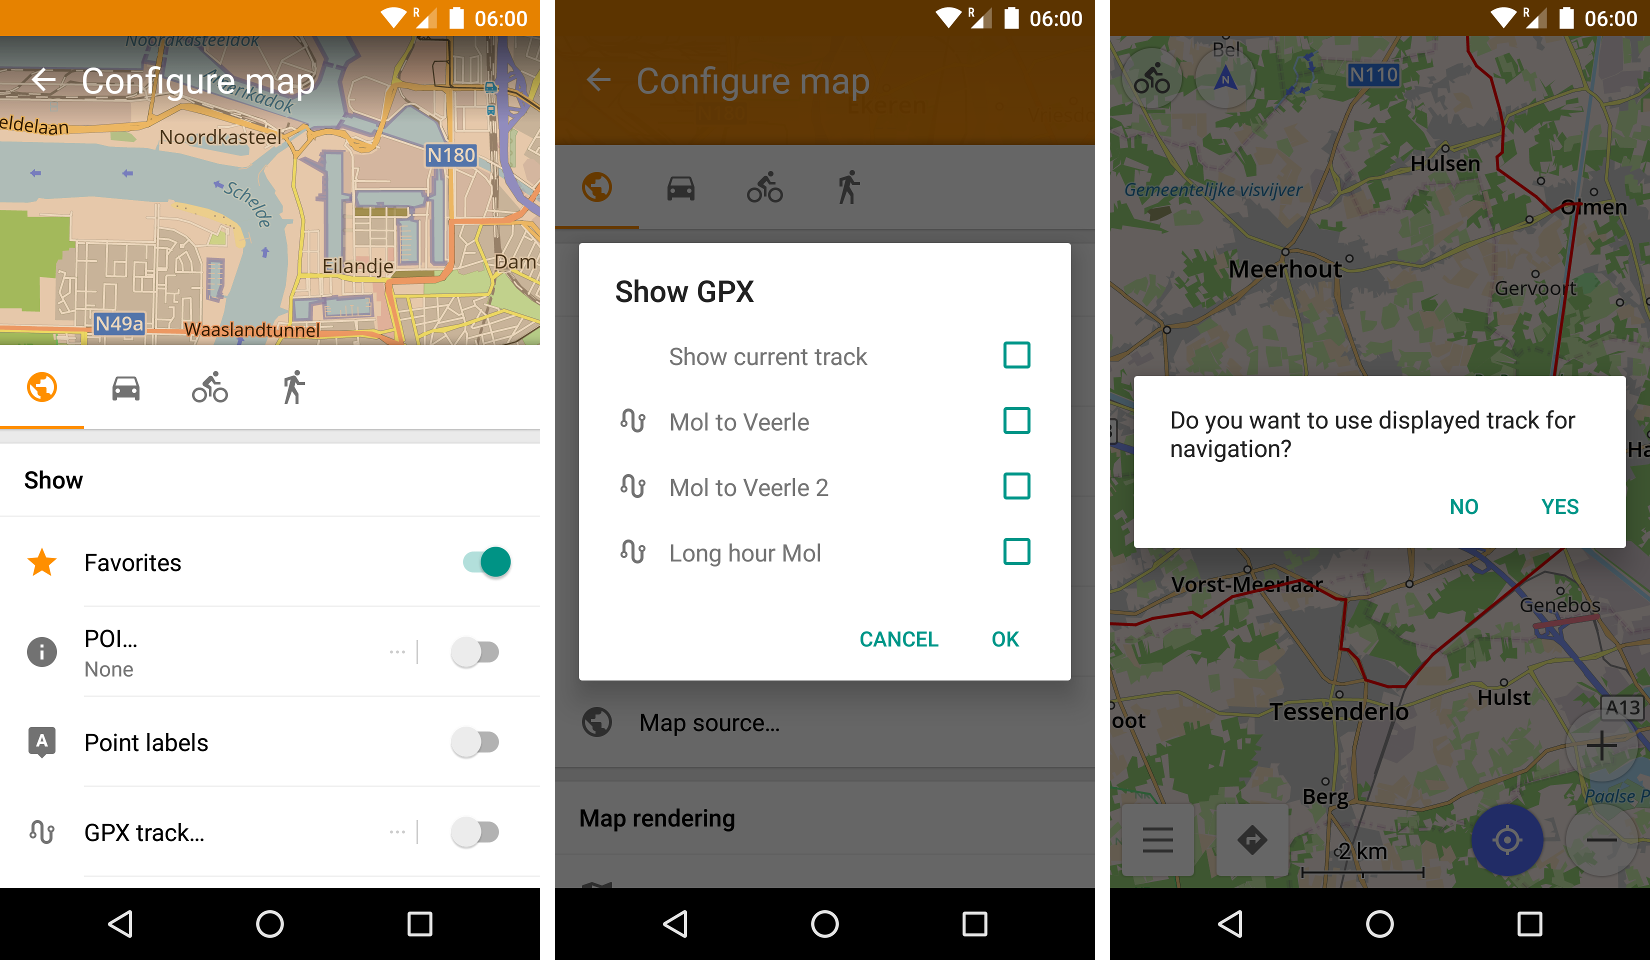 R 06:00
Noordkasteeldok
Configure map
eldelaan
Noordkasteel
N180
Schelde
Eilandje
Dam
N49a
Waaslandtunnel
Show
Favorites
POI...
None
A
Point labels
GPX track...
R 06:00
Configure map
Ekeren
Show GPX
Show current track
Mol to Veerle
Mol to Veerle 2
Long hour Mol
CANCEL OK
Map source...
Map rendering
R 06:00
Bel
N
N110
Hulsen
Gemeentelijke visvijver
Olmen
Meerhout
Gervoort
Do you want to use displayed track for
navigation?
Ha
NO YES
Vorst-Meerlaar
Genebos
Hulst
A13
oot
Tessenderlo
Berg
Paalse P
2 km